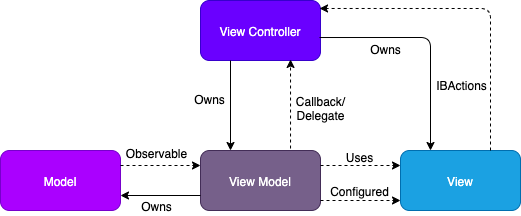 View Controller
Owns
IBActions
Owns
Callback/
Delegate
Observable
Uses
Model
View Model
View
Configured
Owns